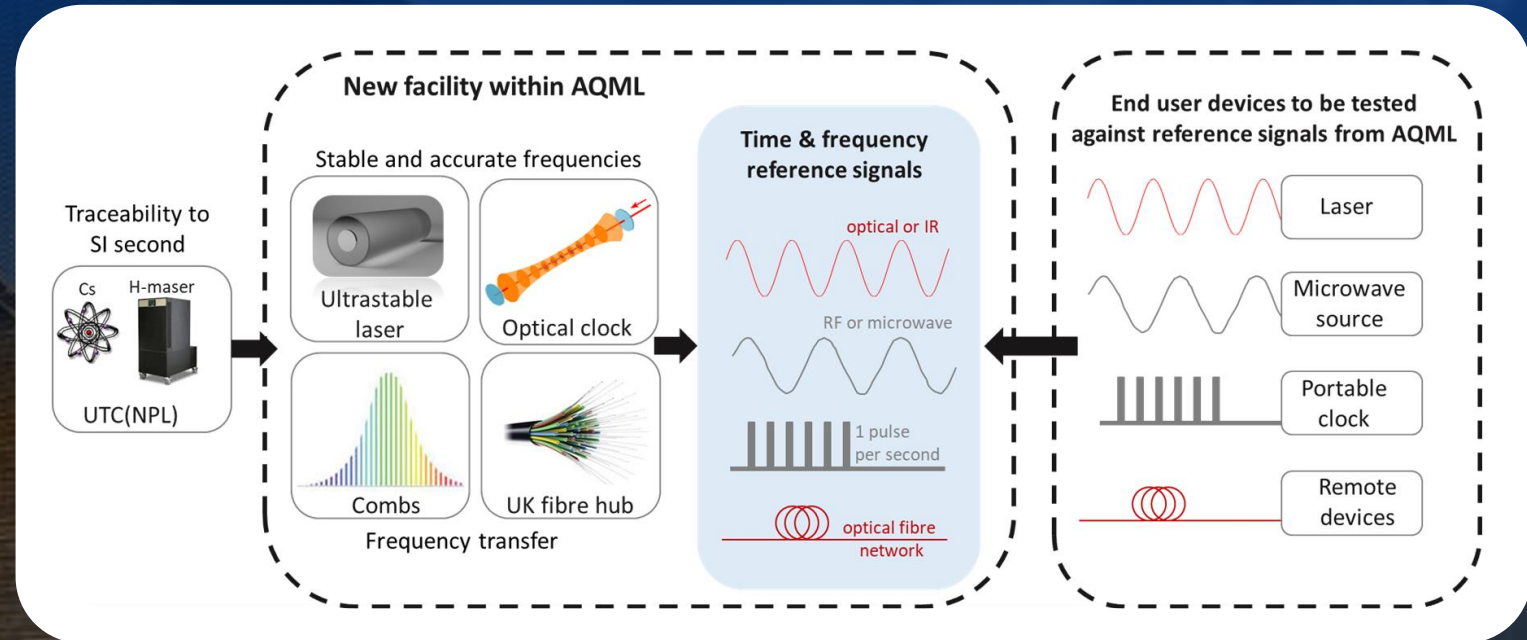 New facility within AQML
Traceability to
SI second
Cs
H-maser
UTC(NPL)
Stable and accurate frequencies
Ultrastable
laser
Optical clock
Combs
UK fibre hub
Frequency transfer
Time & frequency
reference signals
optical or IR
RF or microwave
1 pulse
per second
optical fibre
network
End user devices to be tested
against reference signals from AQML
Laser
Microwave
source
Portable
clock
Remote
devices